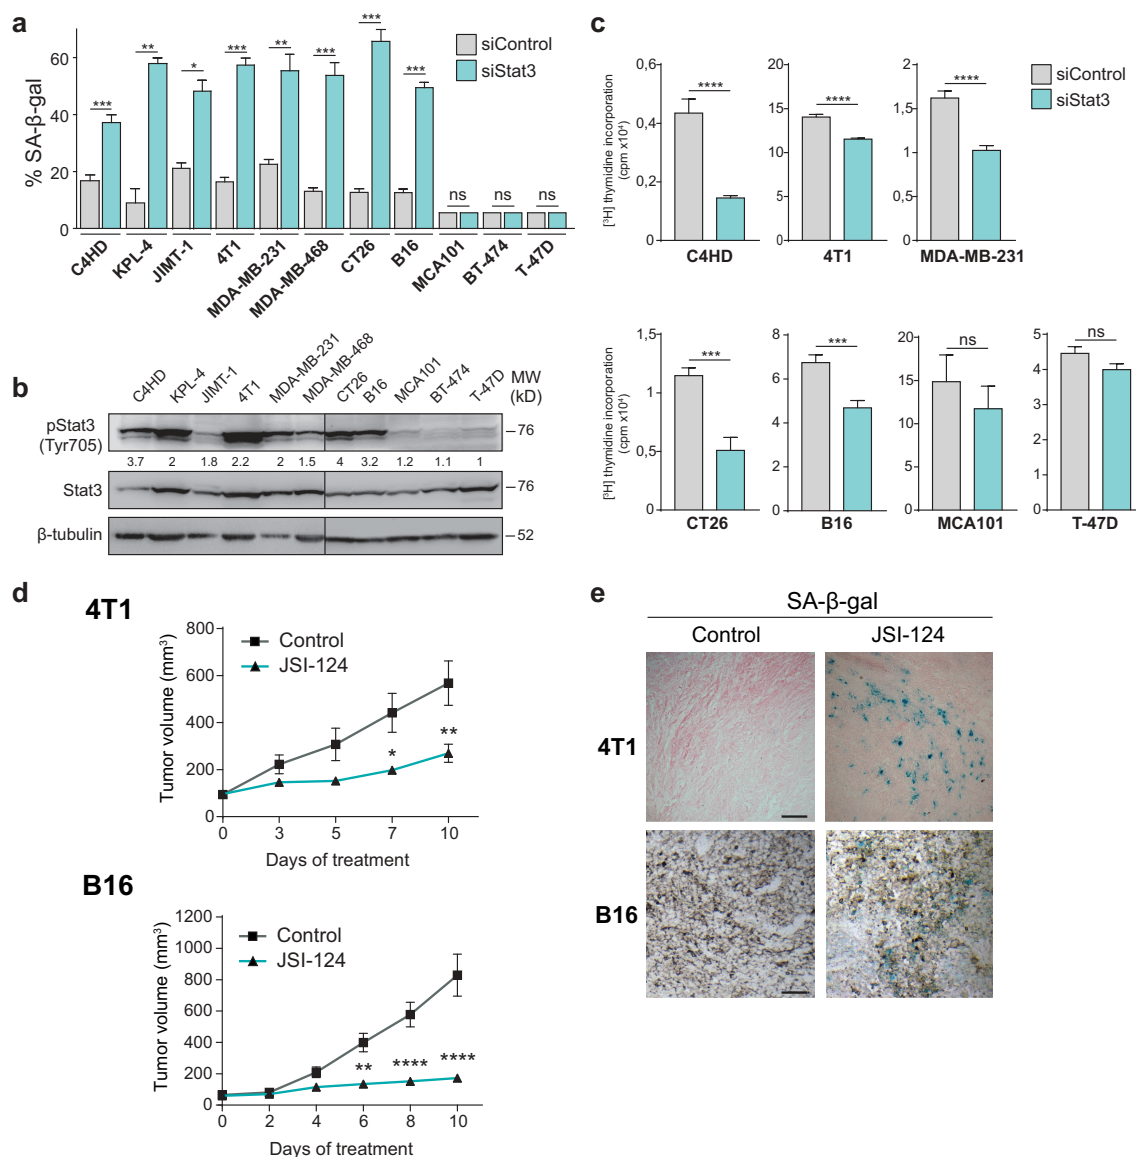 a
% SA-β-gal
60
40
20
0
***
**
*
***
**
***
***
***
ns
ns
ns
siControl
siStat3
C4HD
KPL-4
JIMT-1
4T1
MDA-MB-231
MDA-MB-468
CT26
B16
MCA101
BT-474
T-47D
b
C4HD
KPL-4
JIMT-1
4T1
MDA-MB-231
MDA-MB-468
CT26
B16
MCA101
BT-474
T-47D
MW
(kD)
pStat3
(Tyr705)
76
3.7 2 1.8 2.2 2 1.5 4 3.2 1.2 1.1 1
Stat3
76
β-tubulin
52
c
siControl
siStat3
[³H] thymidine incorporation
(cpm x10⁴)
0,6
0,4
0,2
0
****
C4HD
20
15
10
5
0
****
4T1
2
1,5
1
0,5
0
****
MDA-MB-231
[³H] thymidine incorporation
(cpm x10⁴)
1,5
1
0,5
0
***
CT26
8
6
4
2
0
***
B16
20
15
10
5
0
ns
MCA101
5
4
3
2
1
0
ns
T-47D
d
4T1
Tumor volume (mm³)
800
600
400
200
0
Control
JSI-124
*
**
0 3 5 7 10
Days of treatment
B16
Tumor volume (mm³)
1200
1000
800
600
400
200
0
Control
JSI-124
**
****
****
0 2 4 6 8 10
Days of treatment
e
SA-β-gal
Control
JSI-124
4T1
B16